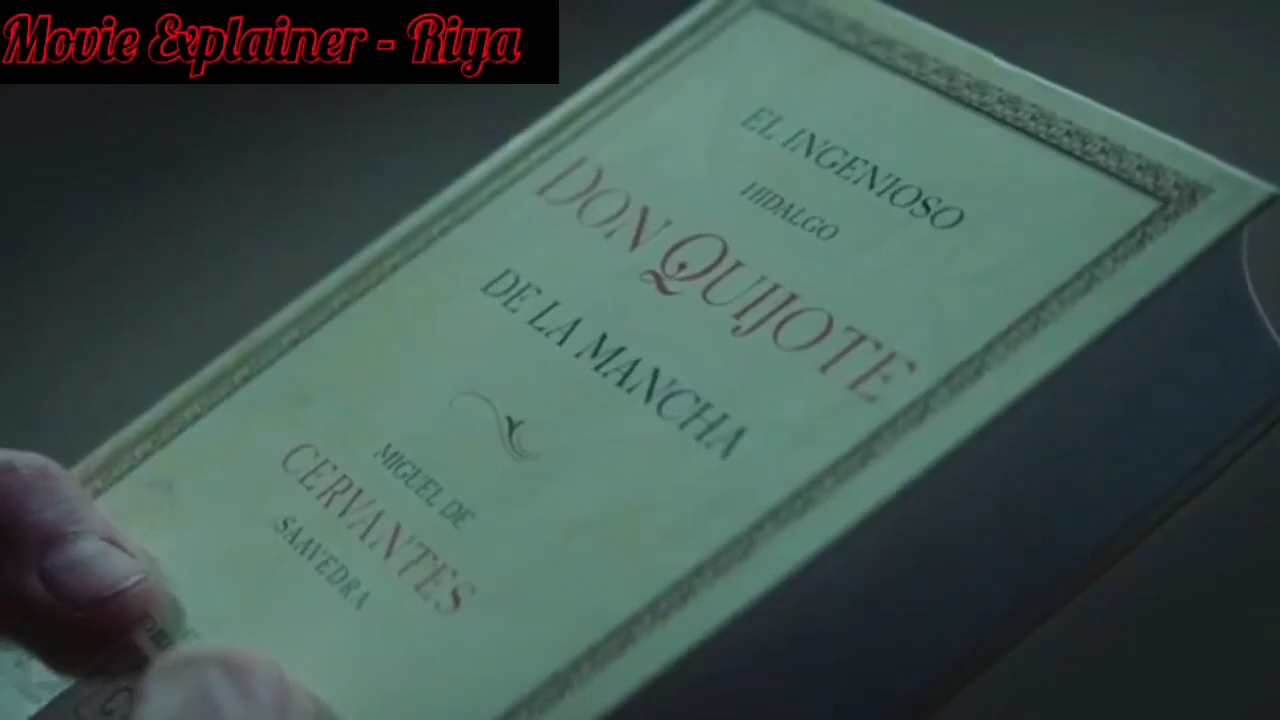 Movie Explainer - Riya
EL INGENIOSO
HIDALGO
DON QUIJOTE
DE LA MANCHA
MIGUEL DE
CERVANTES
SAAVEDRA